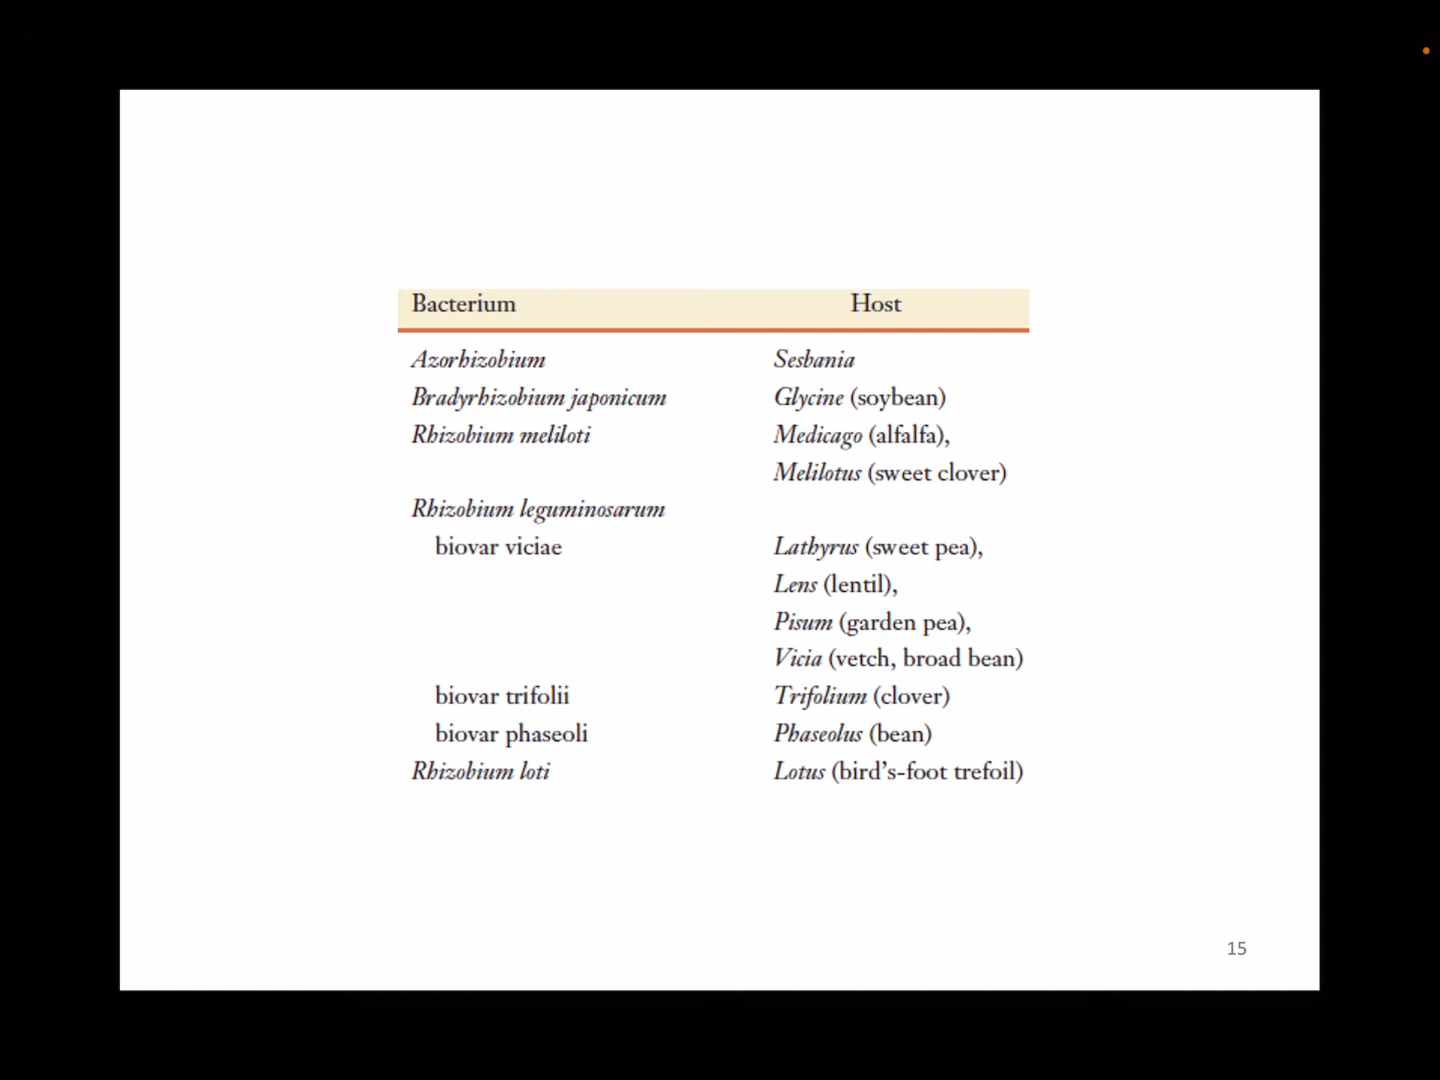 Bacterium Host
Azorhizobium Sesbania
Bradyrhizobium japonicum Glycine (soybean)
Rhizobium meliloti Medicago (alfalfa),
Melilotus (sweet clover)
Rhizobium leguminosarum
biovar viciae Lathyrus (sweet pea),
Lens (lentil),
Pisum (garden pea),
Vicia (vetch, broad bean)
biovar trifolii Trifolium (clover)
biovar phaseoli Phaseolus (bean)
Rhizobium loti Lotus (bird’s-foot trefoil)
15